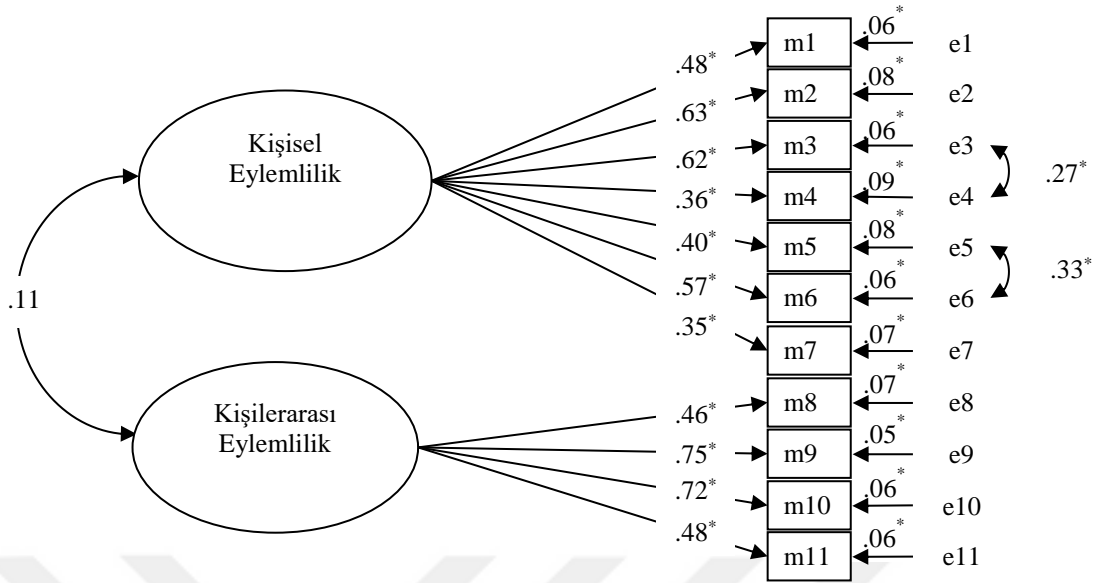 Kişisel
Eylemlilik
Kişilerarası
Eylemlilik
.11
.48*
.63*
.62*
.36*
.40*
.57*
.35*
.46*
.75*
.72*
.48*
m1 .06* e1
m2 .08* e2
m3 .06* e3
m4 .09* e4
m5 .08* e5
m6 .06* e6
m7 .07* e7
m8 .07* e8
m9 .05* e9
m10 .06* e10
m11 .06* e11
.27*
.33*